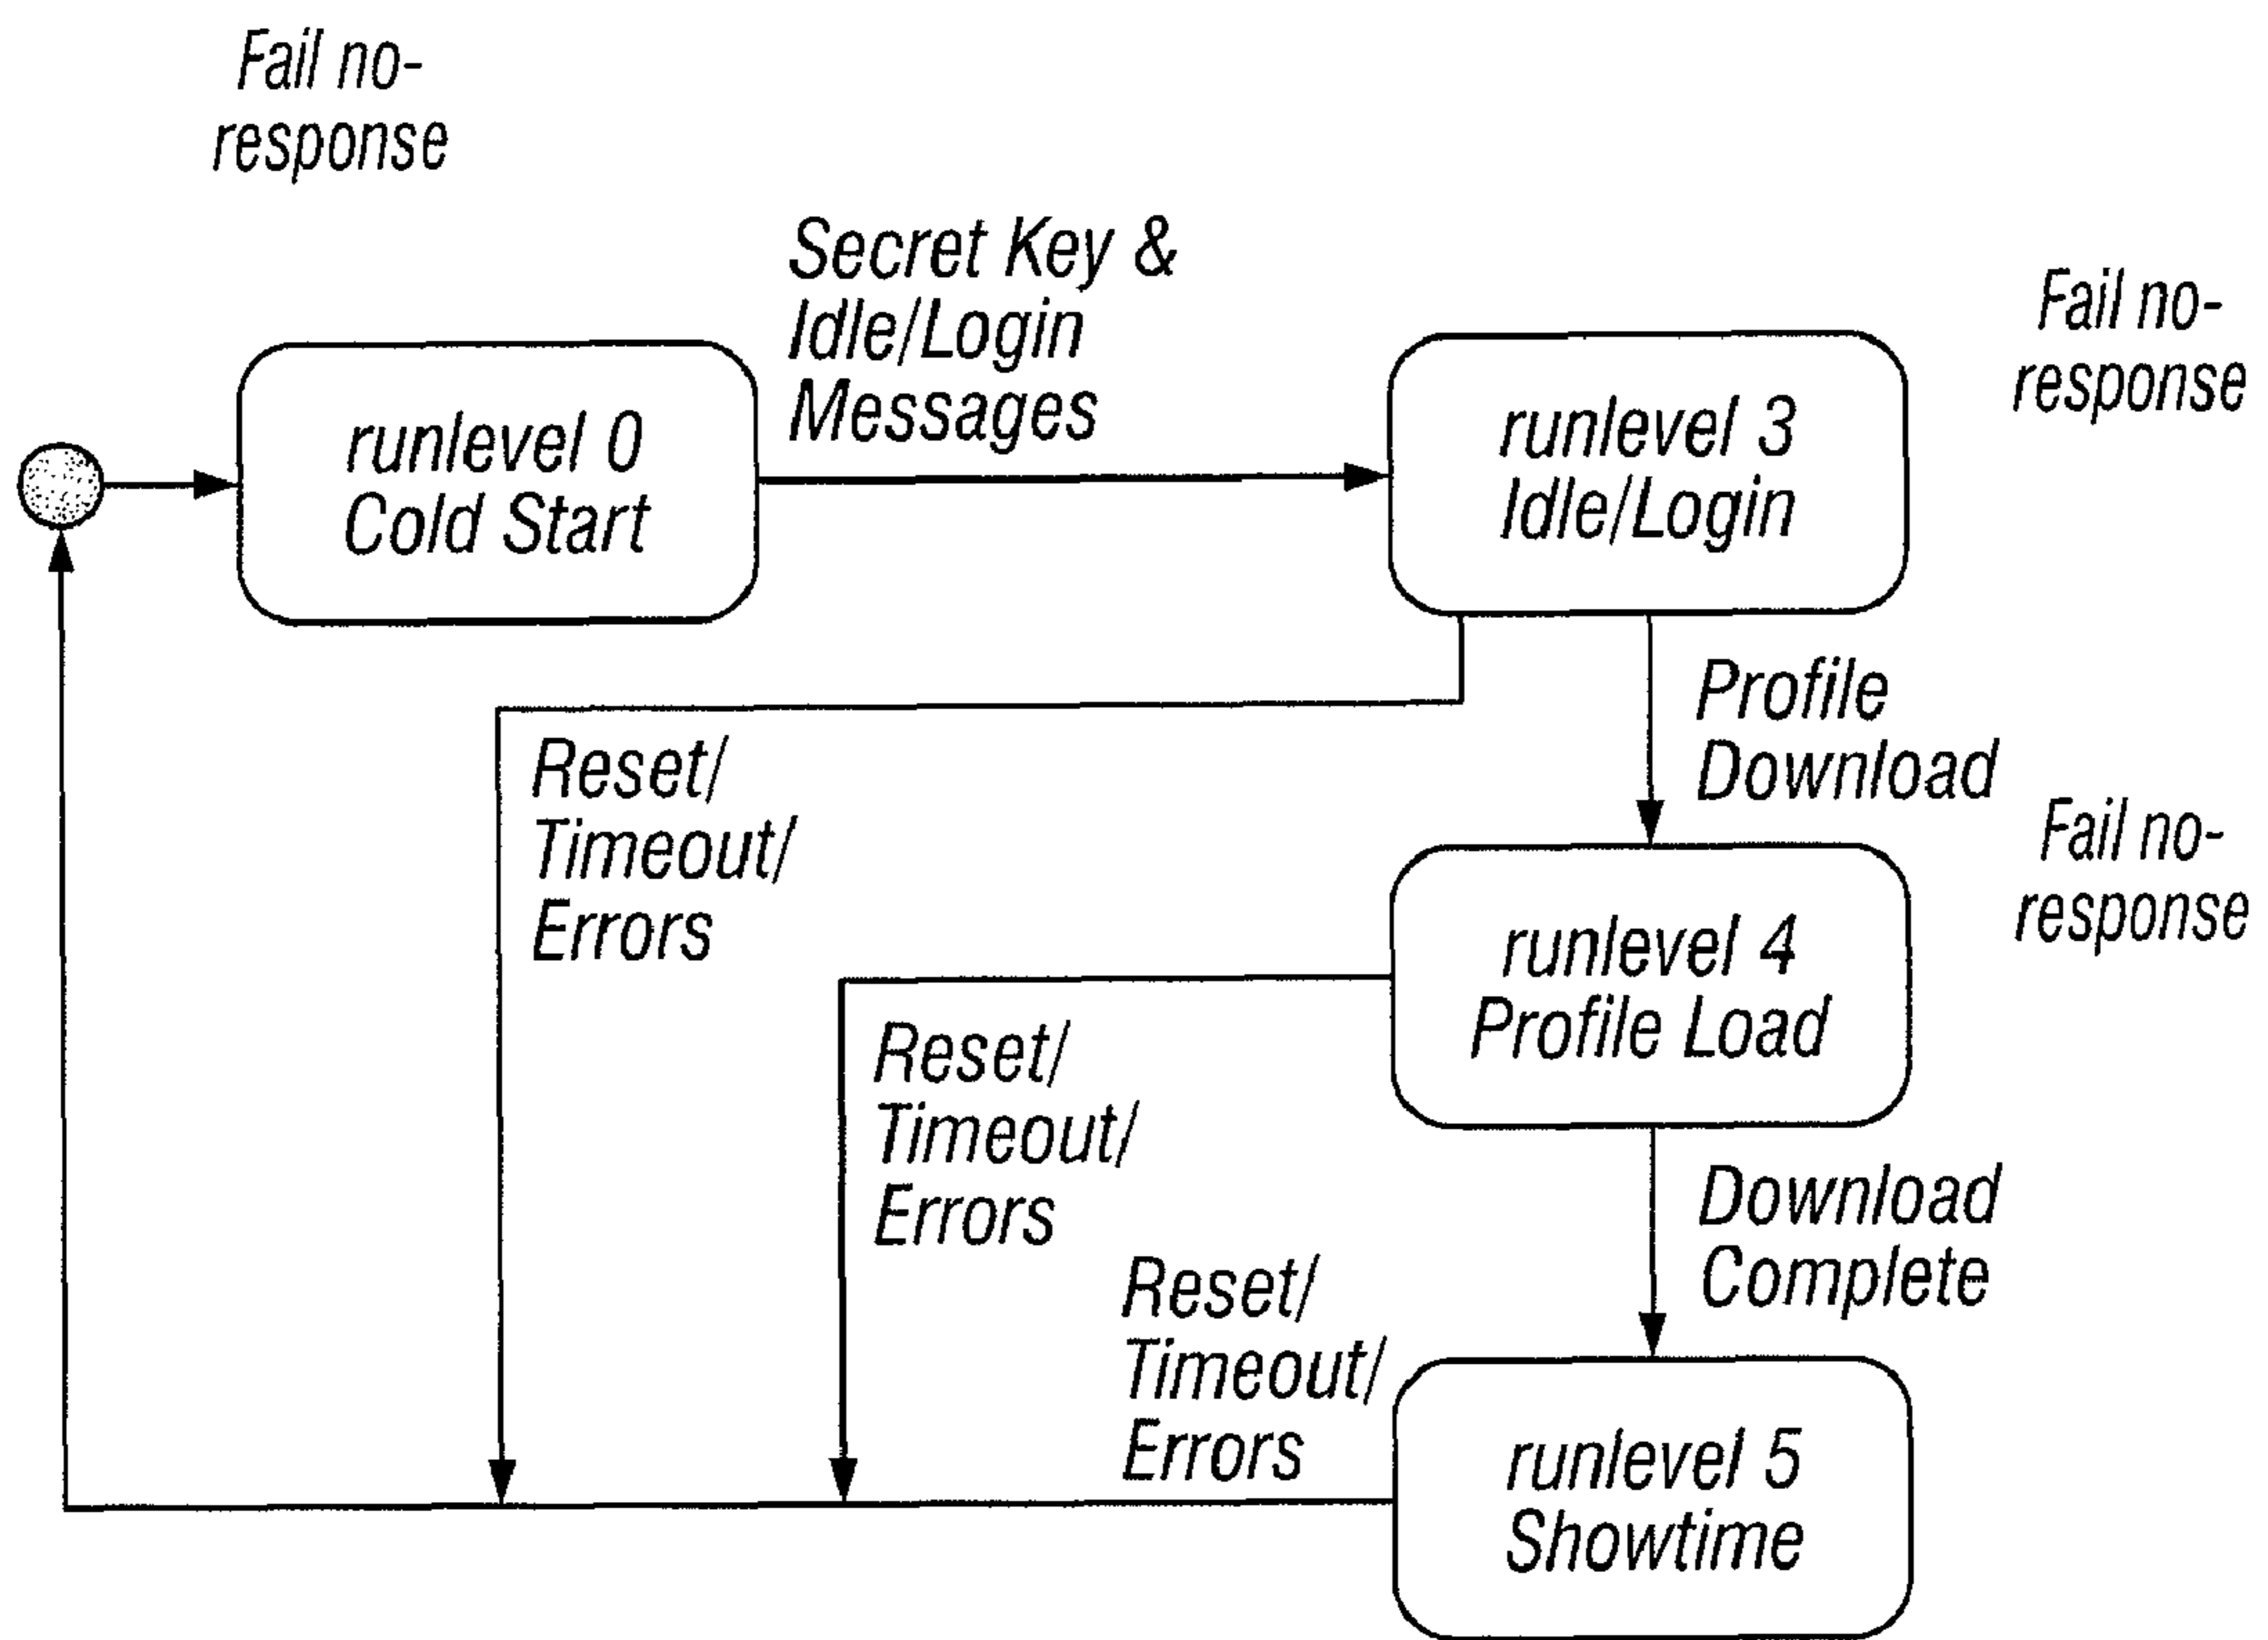 Fail no-
response
Secret Key &
Idle/Login
Messages
Fail no-
response
runlevel 0
Cold Start
runlevel 3
Idle/Login
Profile
Download
Reset/
Timeout/
Errors
Fail no-
response
runlevel 4
Profile Load
Reset/
Timeout/
Errors
Download
Complete
Reset/
Timeout/
Errors
runlevel 5
Showtime